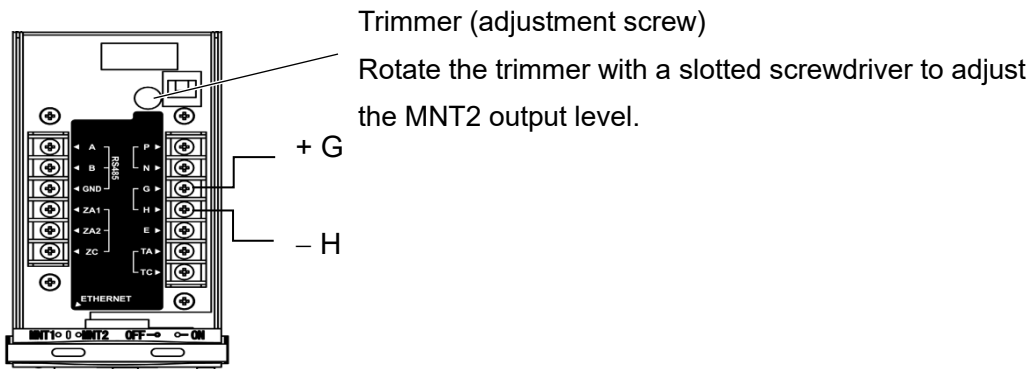 Trimmer (adjustment screw)
Rotate the trimmer with a slotted screwdriver to adjust
the MNT2 output level.
+ G
− H
◄ A
◄ B
◄ GND
RS485
◄ ZA1
◄ ZA2
◄ ZC
P ►
N ►
G ►
H ►
E ►
TA ►
TC ►
ETHERNET
MNT1 0 MNT2 OFF ON